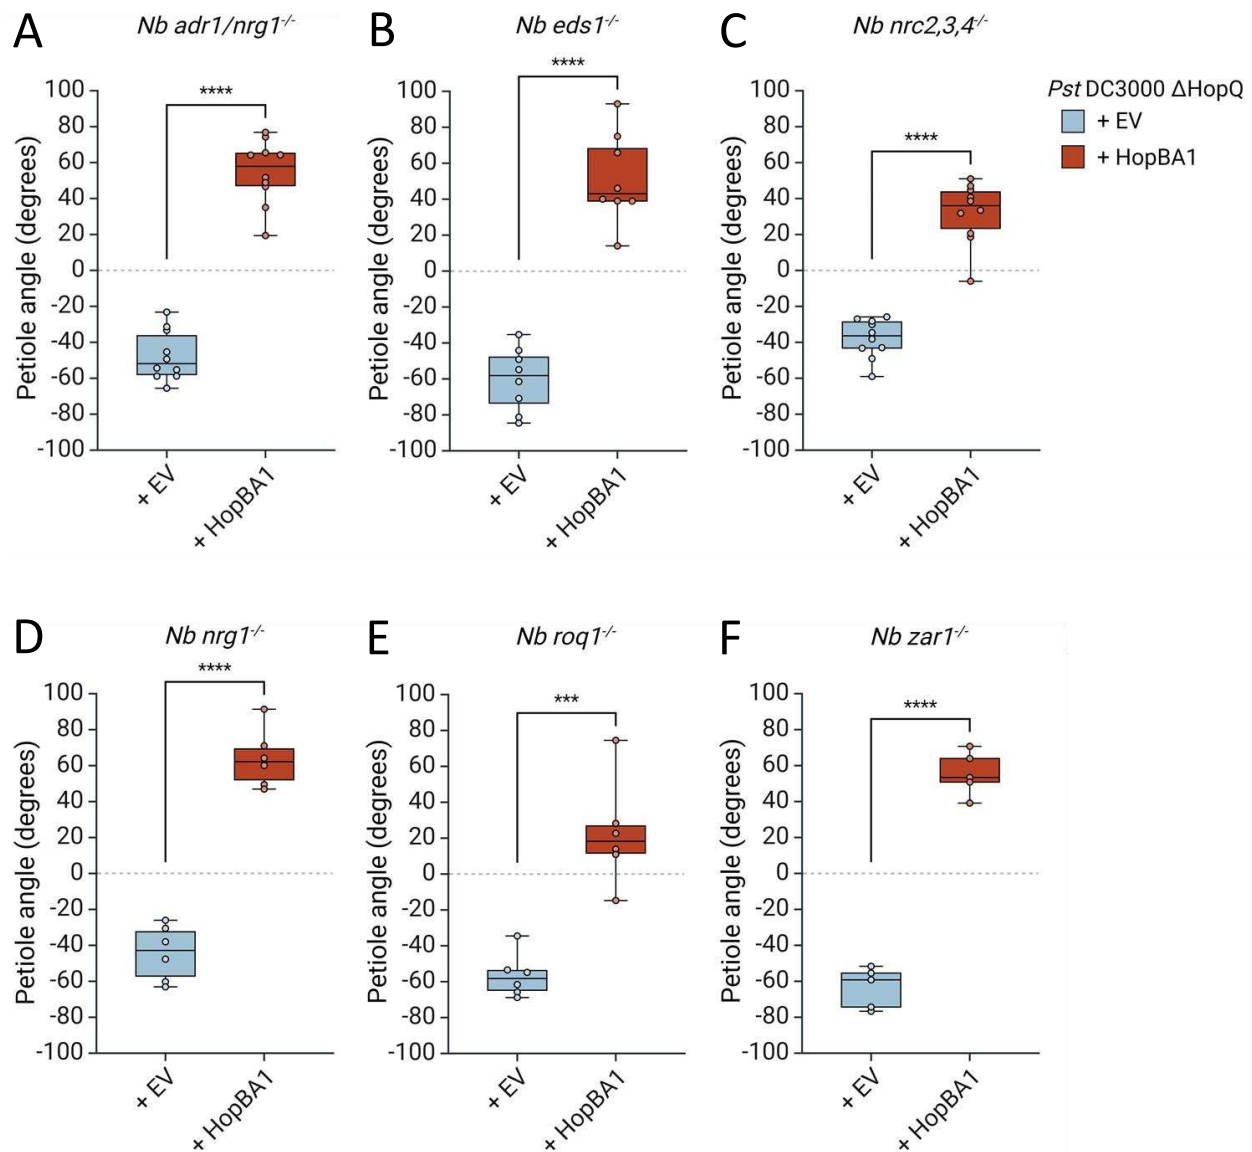 A
Nb adr1/nrg1-/-
Petiole angle (degrees)
100
80
60
40
20
0
-20
-40
-60
-80
-100
****
+ EV
+ HopBA1
B
Nb eds1-/-
Petiole angle (degrees)
100
80
60
40
20
0
-20
-40
-60
-80
-100
****
+ EV
+ HopBA1
C
Nb nrc2,3,4-/-
Petiole angle (degrees)
100
80
60
40
20
0
-20
-40
-60
-80
-100
****
+ EV
+ HopBA1
Pst DC3000 ΔHopQ
+ EV
+ HopBA1
D
Nb nrg1-/-
Petiole angle (degrees)
100
80
60
40
20
0
-20
-40
-60
-80
-100
****
+ EV
+ HopBA1
E
Nb roq1-/-
Petiole angle (degrees)
100
80
60
40
20
0
-20
-40
-60
-80
-100
***
+ EV
+ HopBA1
F
Nb zar1-/-
Petiole angle (degrees)
100
80
60
40
20
0
-20
-40
-60
-80
-100
****
+ EV
+ HopBA1